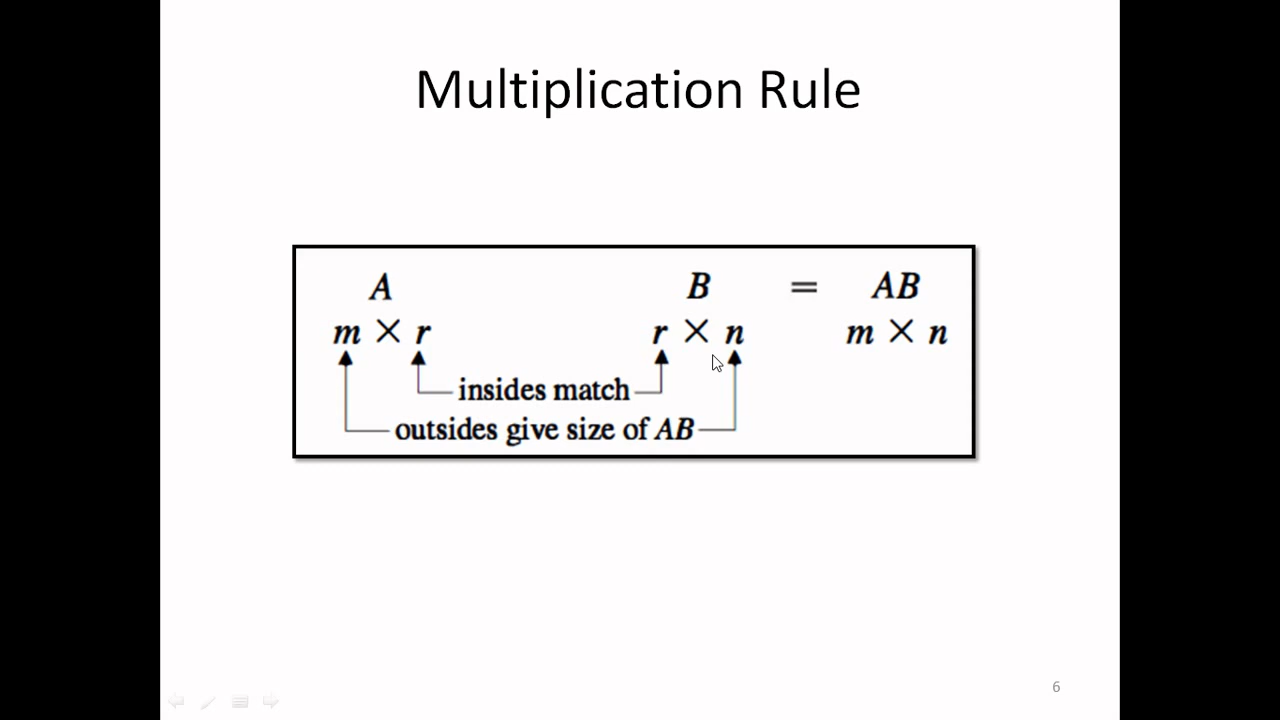 Multiplication Rule
A B = AB
m × r r × n m × n
insides match
outsides give size of AB
6